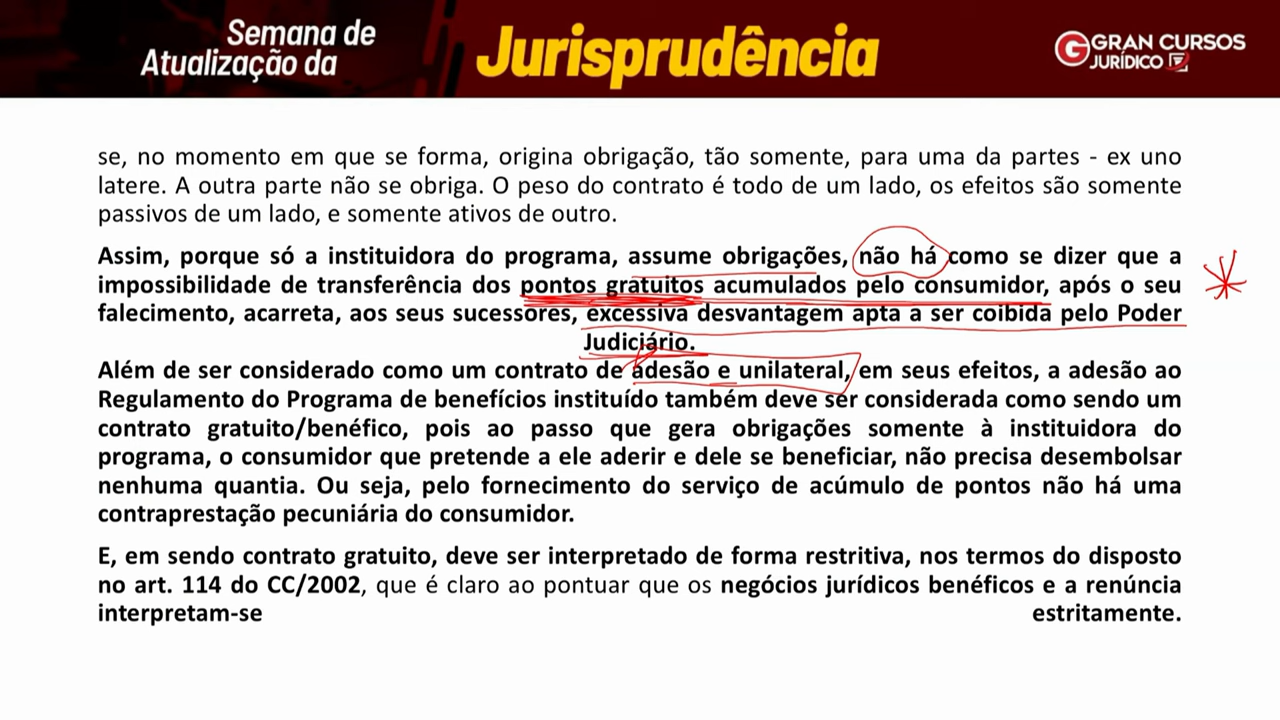 Semana de
Atualização da
Jurisprudência
GRAN CURSOS
JURÍDICO
se, no momento em que se forma, origina obrigação, tão somente, para uma da partes - ex uno
latere. A outra parte não se obriga. O peso do contrato é todo de um lado, os efeitos são somente
passivos de um lado, e somente ativos de outro.
Assim, porque só a instituidora do programa, assume obrigações, não há como se dizer que a
impossibilidade de transferência dos pontos gratuitos acumulados pelo consumidor, após o seu
falecimento, acarreta, aos seus sucessores, excessiva desvantagem apta a ser coibida pelo Poder
Judiciário.
Além de ser considerado como um contrato de adesão e unilateral, em seus efeitos, a adesão ao
Regulamento do Programa de benefícios instituído também deve ser considerada como sendo um
contrato gratuito/benéfico, pois ao passo que gera obrigações somente à instituidora do
programa, o consumidor que pretende a ele aderir e dele se beneficiar, não precisa desembolsar
nenhuma quantia. Ou seja, pelo fornecimento do serviço de acúmulo de pontos não há uma
contraprestação pecuniária do consumidor.
E, em sendo contrato gratuito, deve ser interpretado de forma restritiva, nos termos do disposto
no art. 114 do CC/2002, que é claro ao pontuar que os negócios jurídicos benéficos e a renúncia
interpretam-se estritamente.